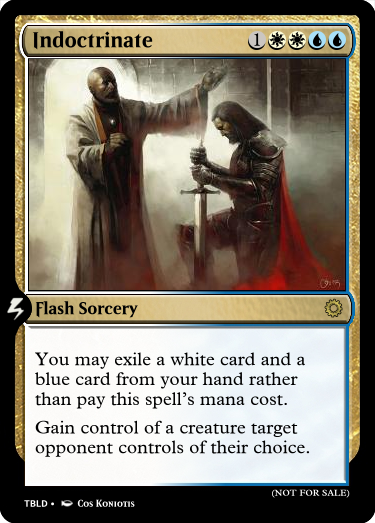 Indoctrinate 1
Flash Sorcery
You may exile a white card and a
blue card from your hand rather
than pay this spell's mana cost.
Gain control of a creature target
opponent controls of their choice.
(NOT FOR SALE)
TBLD • Cos Koniotis